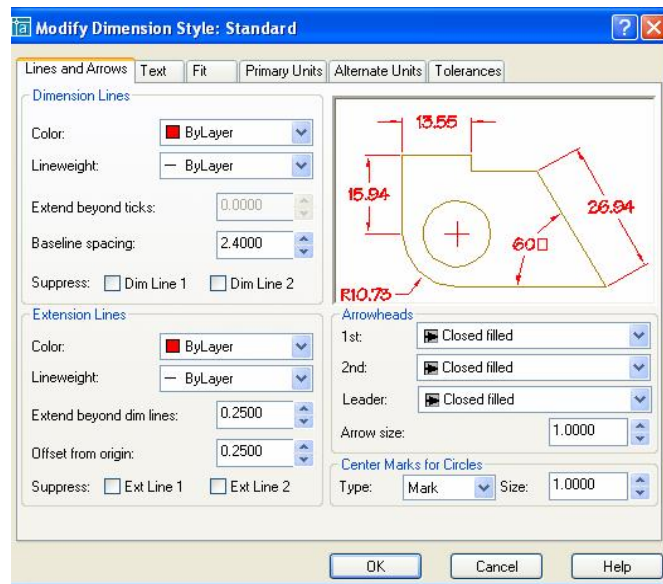 Modify Dimension Style: Standard
Lines and Arrows Text Fit Primary Units Alternate Units Tolerances
Dimension Lines
Color: ByLayer
Lineweight: ByLayer
Extend beyond ticks: 0.0000
Baseline spacing: 2.4000
Suppress: Dim Line 1 Dim Line 2
13.55
15.94
26.94
60□
R10.73
Extension Lines
Color: ByLayer
Lineweight: ByLayer
Extend beyond dim lines: 0.2500
Offset from origin: 0.2500
Suppress: Ext Line 1 Ext Line 2
Arrowheads
1st: Closed filled
2nd: Closed filled
Leader: Closed filled
Arrow size: 1.0000
Center Marks for Circles
Type: Mark Size: 1.0000
OK Cancel Help